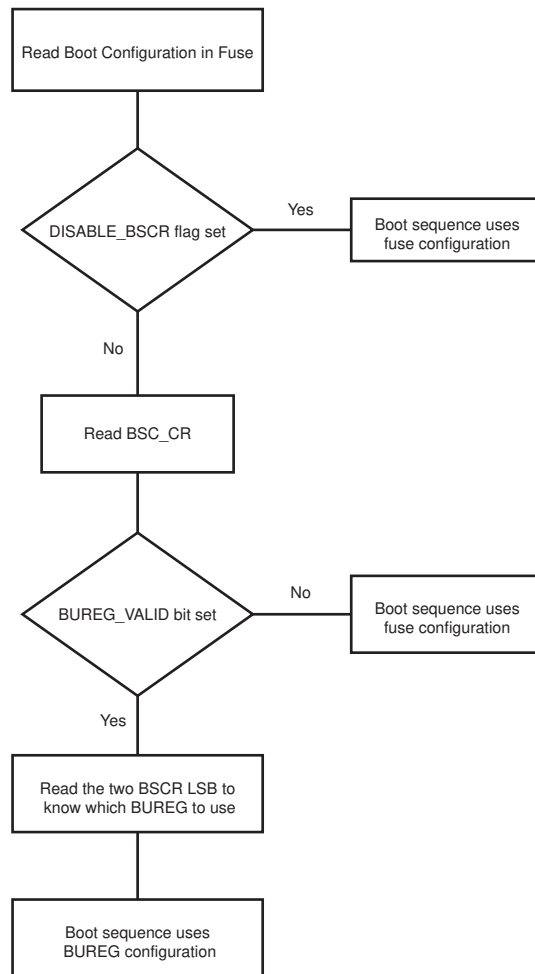 Read Boot Configuration in Fuse
DISABLE_BSCR flag set
Yes
Boot sequence uses
fuse configuration
No
Read BSC_CR
BUREG_VALID bit set
No
Boot sequence uses
fuse configuration
Yes
Read the two BSCR LSB to
know which BUREG to use
Boot sequence uses
BUREG configuration